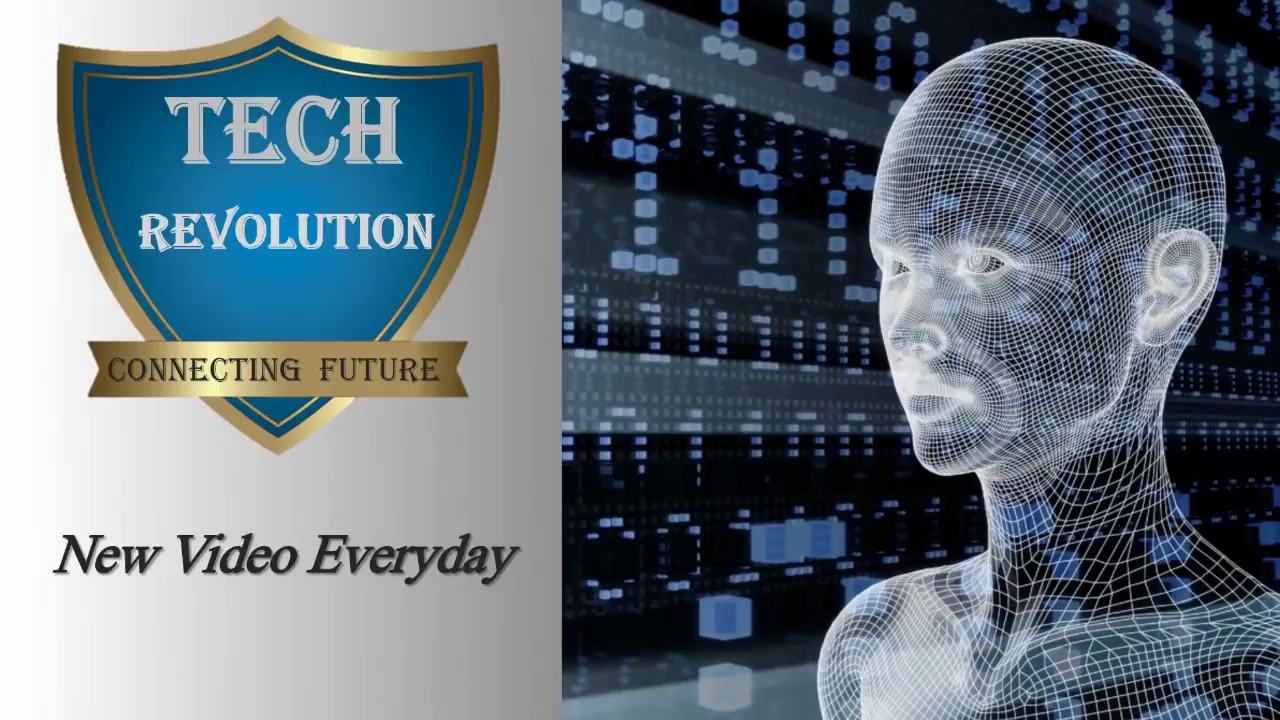 TECH
REVOLUTION
CONNECTING FUTURE
New Video Everyday